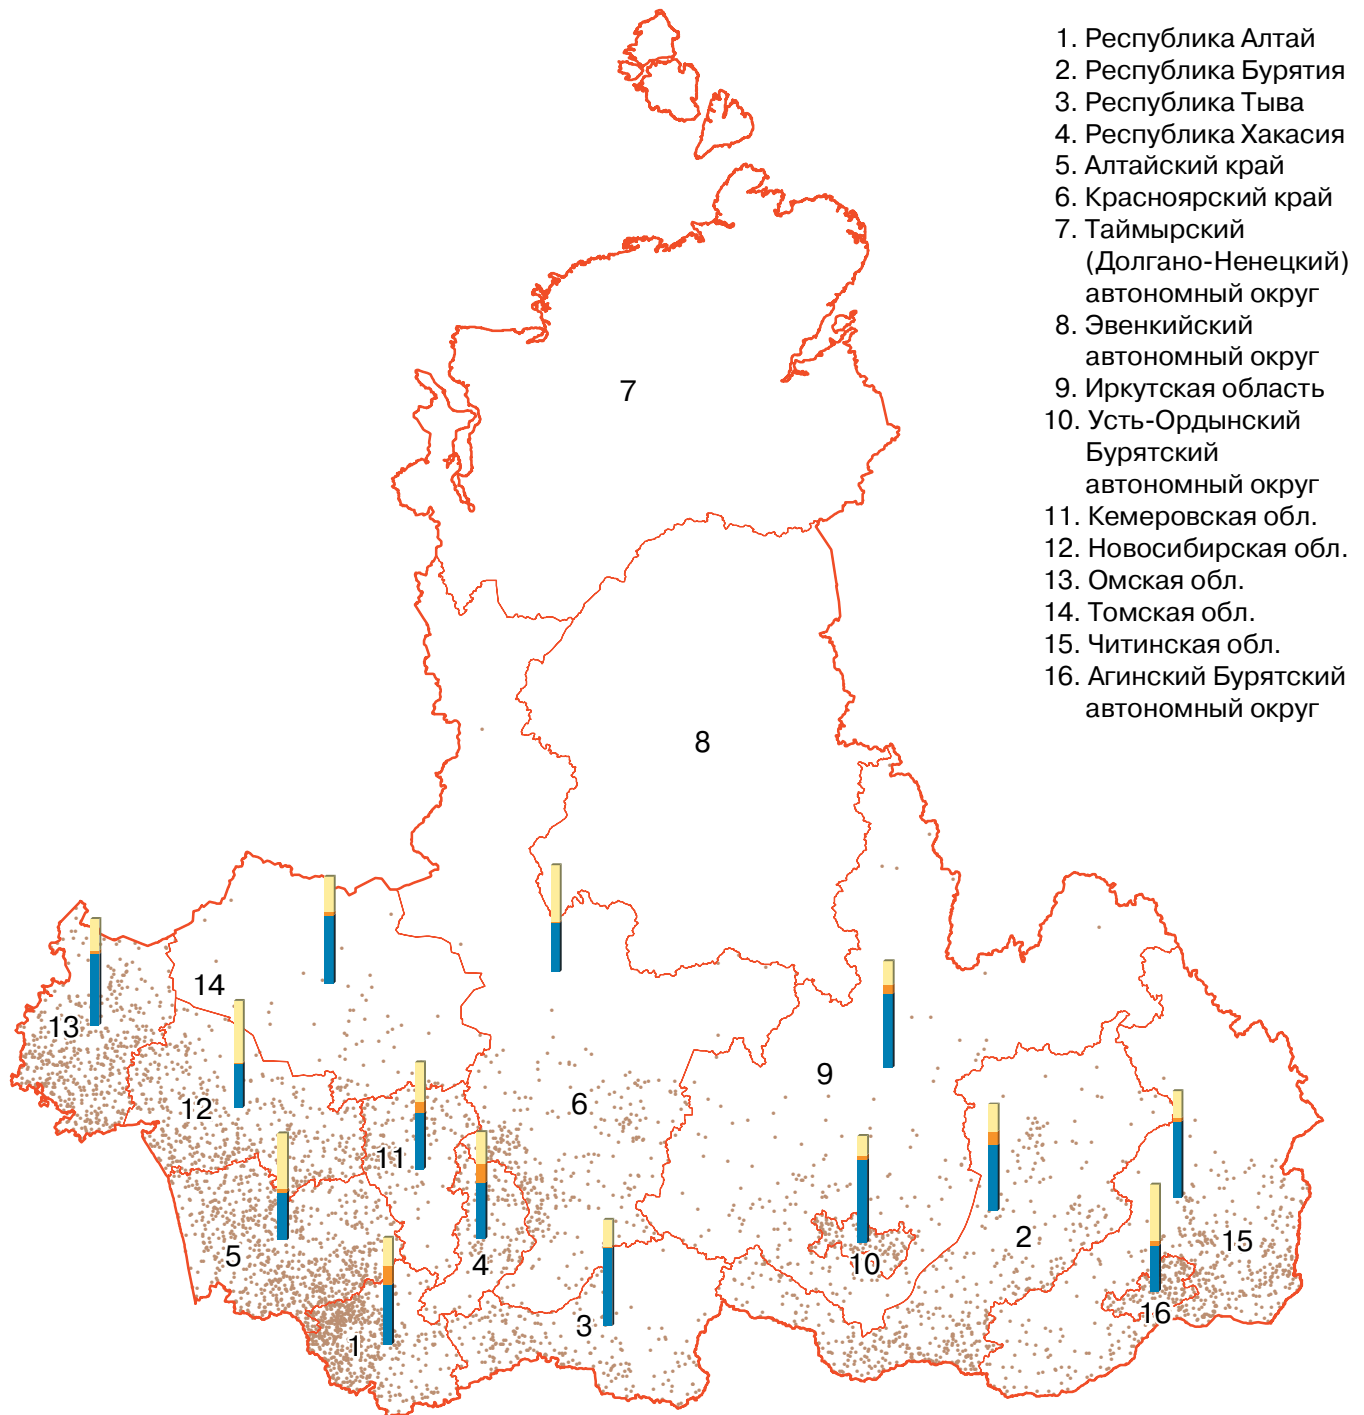 1. Республика Алтай
2. Республика Бурятия
3. Республика Тыва
4. Республика Хакасия
5. Алтайский край
6. Красноярский край
7. Таймырский
(Долгано-Ненецкий)
автономный округ
8. Эвенкийский
автономный округ
9. Иркутская область
10. Усть-Ордынский
Бурятский
автономный округ
11. Кемеровская обл.
12. Новосибирская обл.
13. Омская обл.
14. Томская обл.
15. Читинская обл.
16. Агинский Бурятский
автономный округ
7
8
14
13
9
12
6
11
2
15
5
4
10
16
3
1